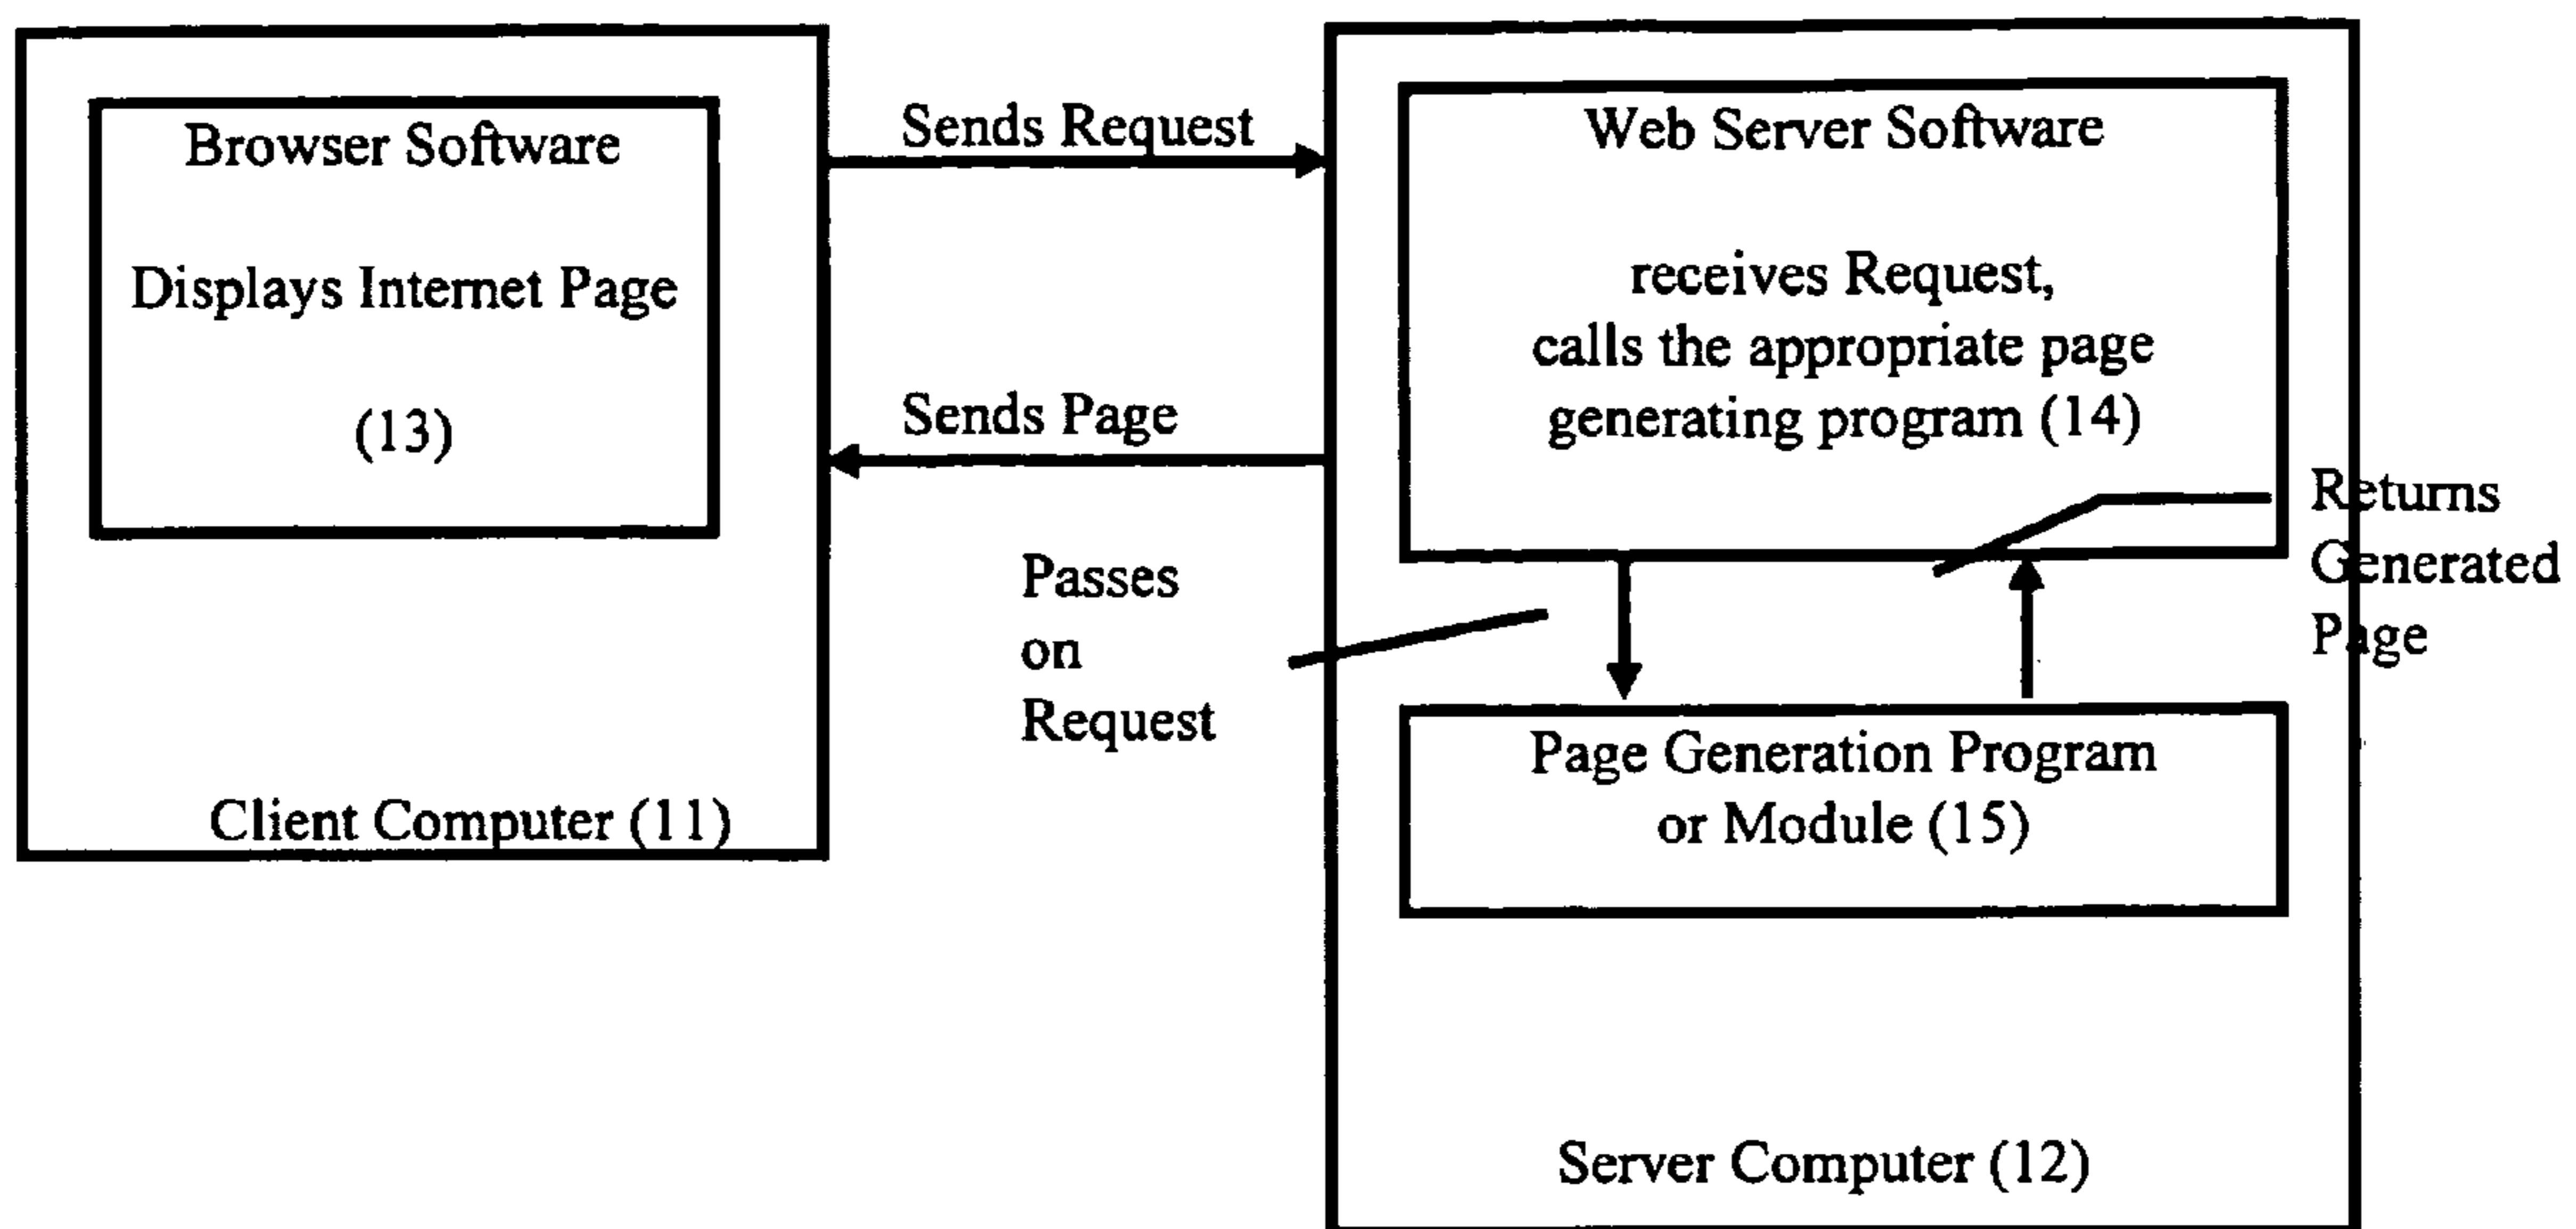 Browser Software
Displays Internet Page
(13)
Client Computer (11)
Sends Request
Sends Page
Passes
on
Request
Web Server Software
receives Request,
calls the appropriate page
generating program (14)
Returns
Generated
Page
Page Generation Program
or Module (15)
Server Computer (12)